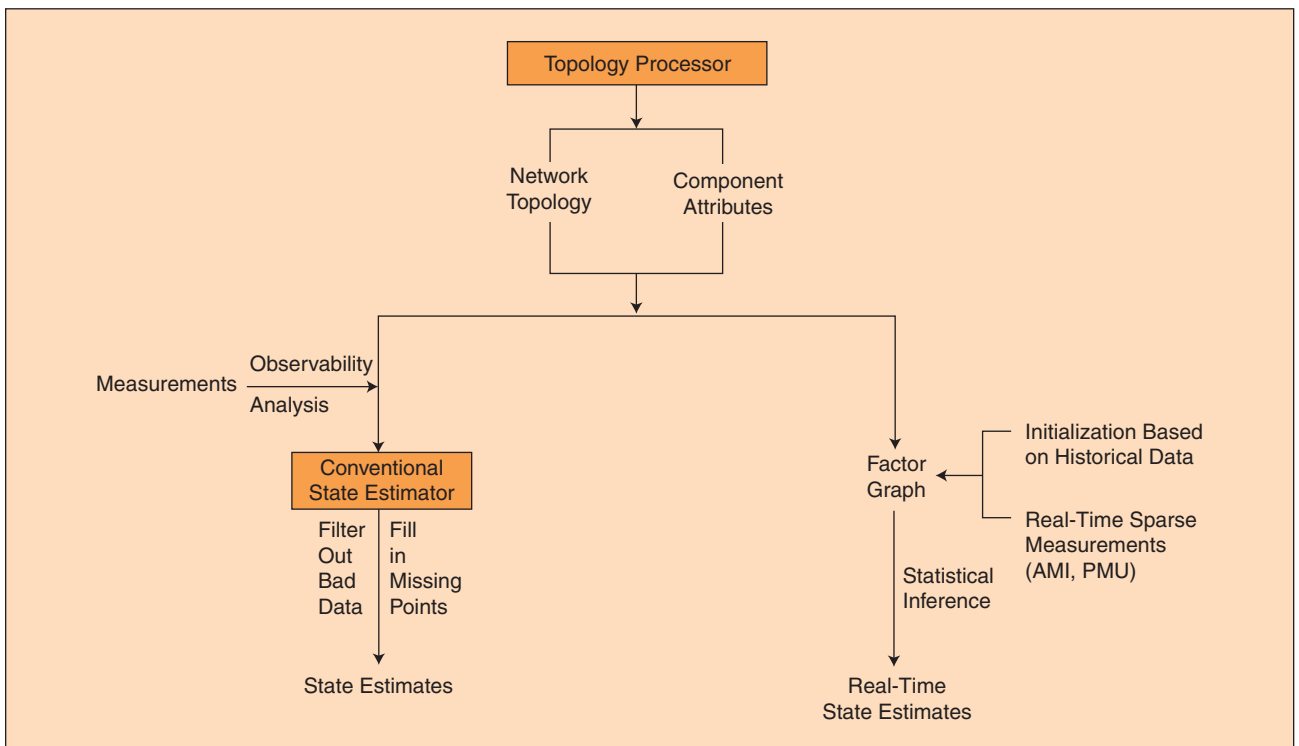 Topology Processor
Network
Topology
Component
Attributes
Measurements
Observability
Analysis
Conventional
State Estimator
Filter
Out
Bad
Data
Fill
in
Missing
Points
State Estimates
Factor
Graph
Initialization Based
on Historical Data
Real-Time Sparse
Measurements
(AMI, PMU)
Statistical
Inference
Real-Time
State Estimates